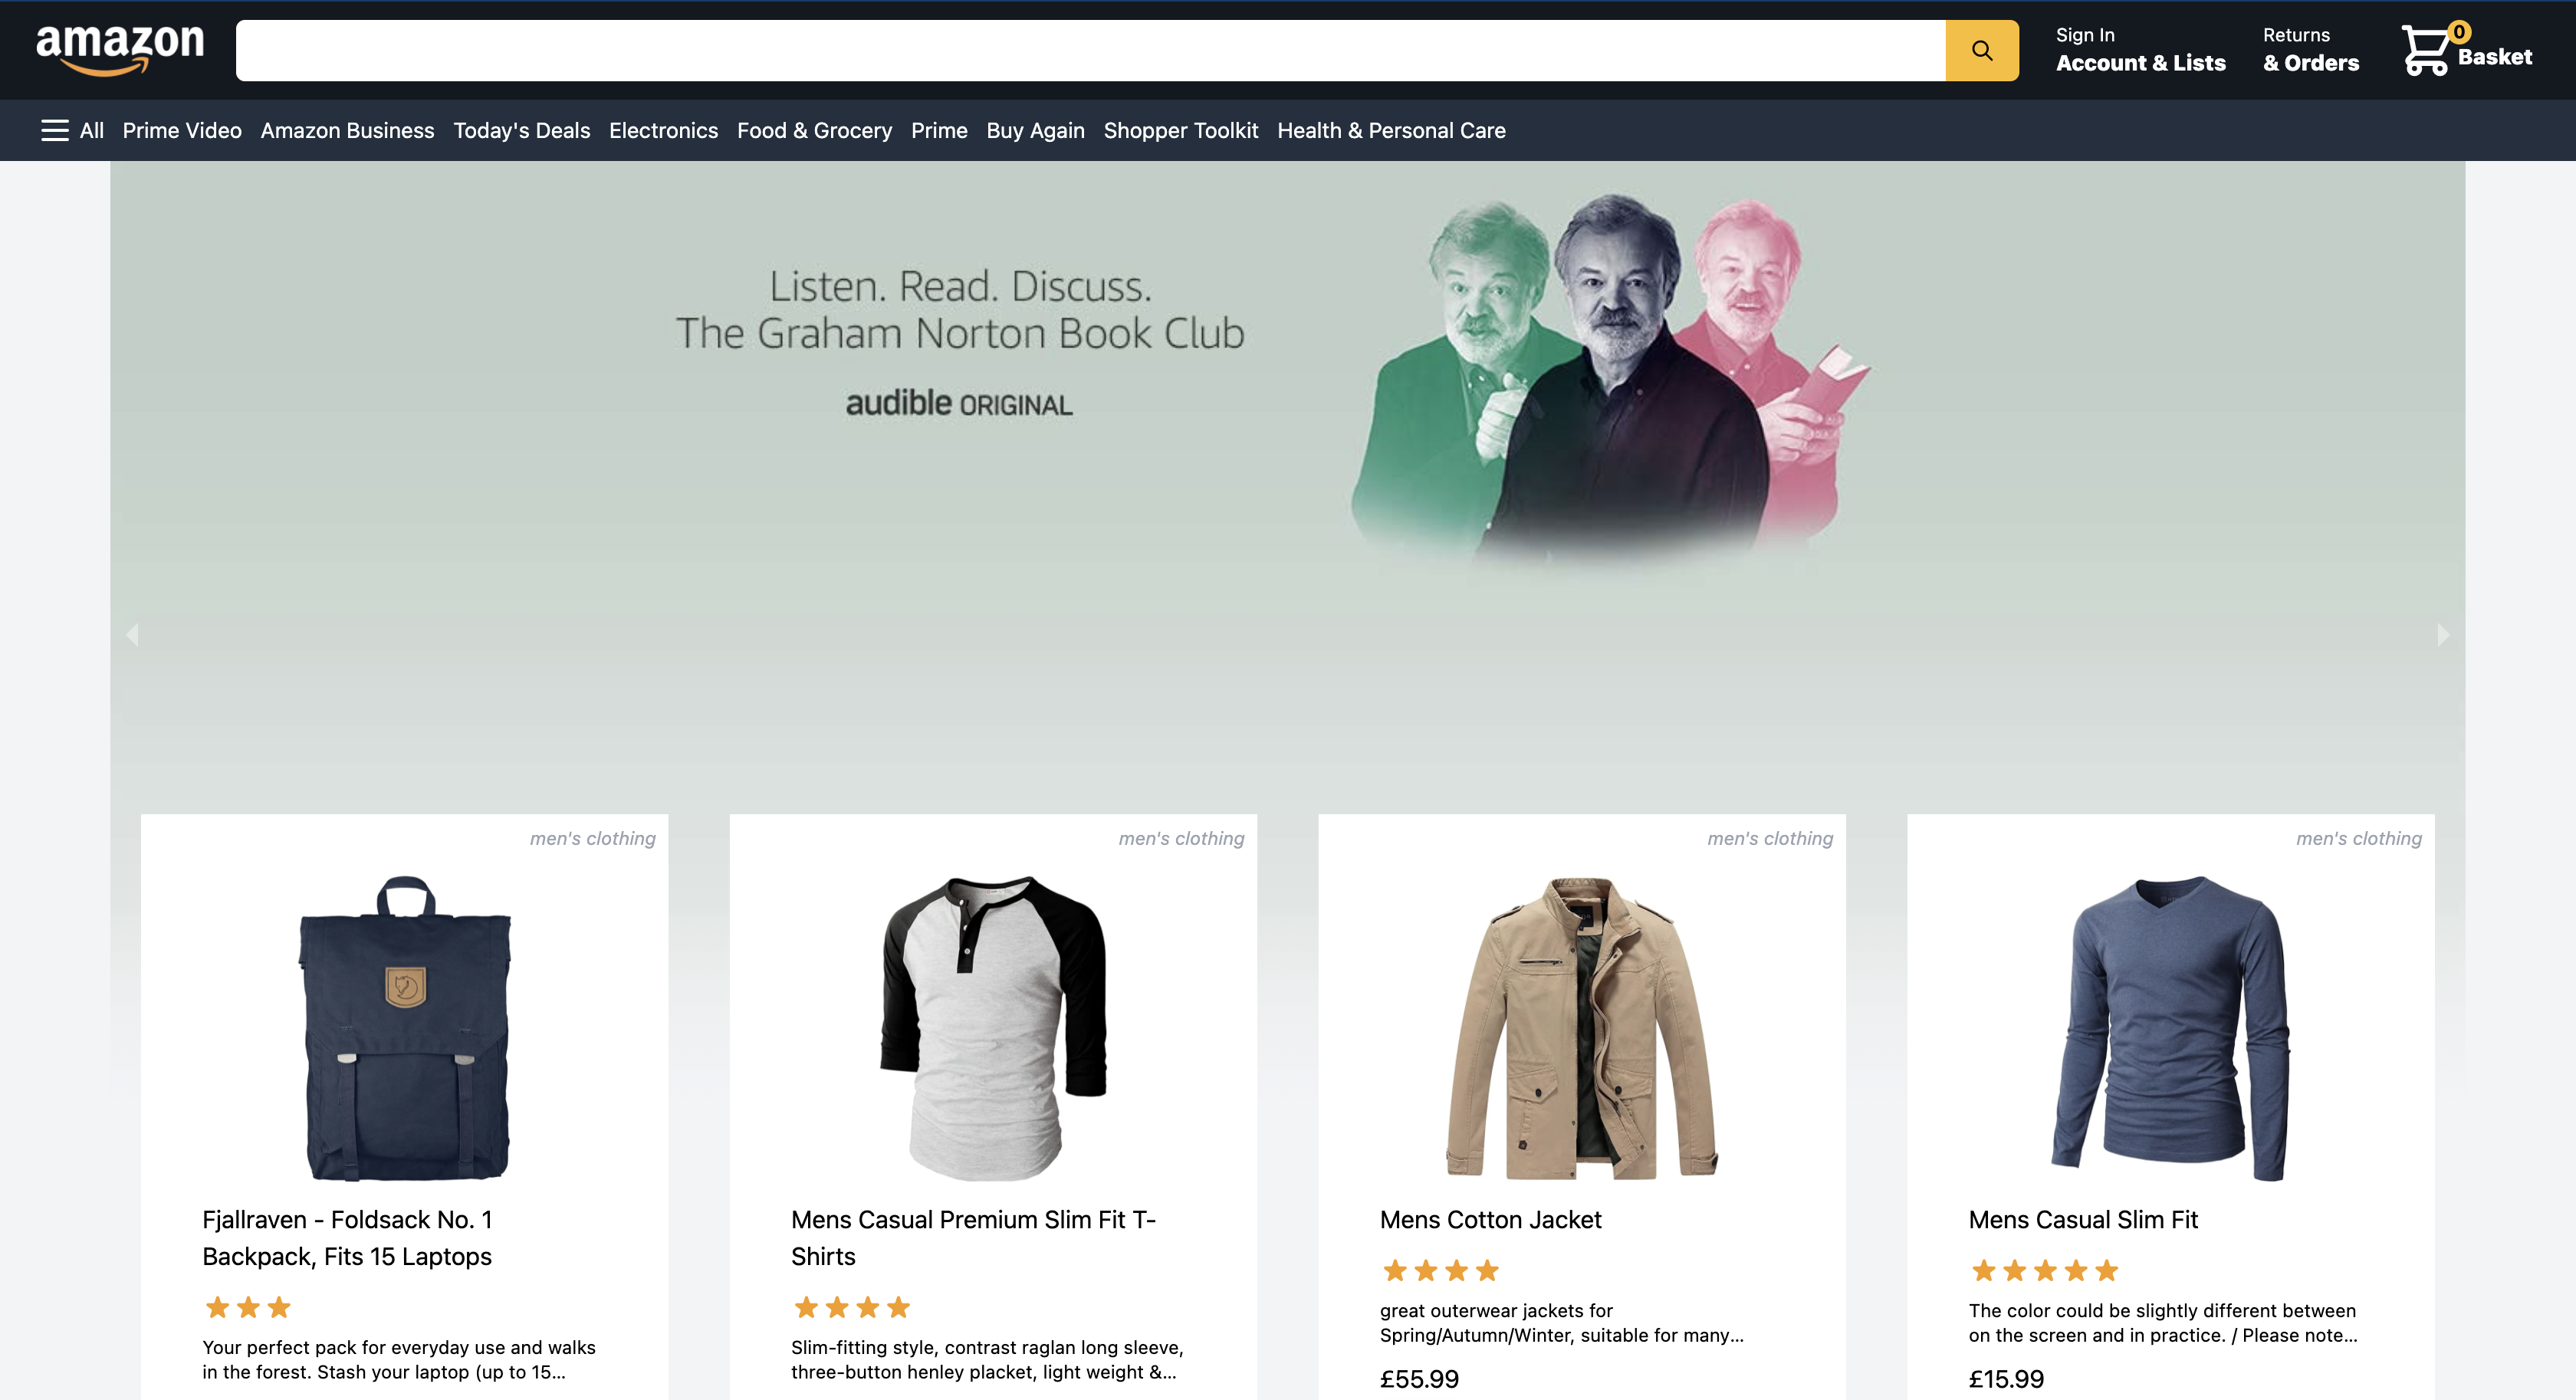 amazon
Sign In
Account & Lists
Returns
& Orders
0
Basket
All Prime Video Amazon Business Today's Deals Electronics Food & Grocery Prime Buy Again Shopper Toolkit Health & Personal Care
Listen. Read. Discuss.
The Graham Norton Book Club
audible ORIGINAL
men's clothing
Fjallraven - Foldsack No. 1
Backpack, Fits 15 Laptops
Your perfect pack for everyday use and walks
in the forest. Stash your laptop (up to 15...
men's clothing
Mens Casual Premium Slim Fit T-
Shirts
Slim-fitting style, contrast raglan long sleeve,
three-button henley placket, light weight &...
men's clothing
Mens Cotton Jacket
great outerwear jackets for
Spring/Autumn/Winter, suitable for many...
£55.99
men's clothing
Mens Casual Slim Fit
The color could be slightly different between
on the screen and in practice. / Please note...
£15.99